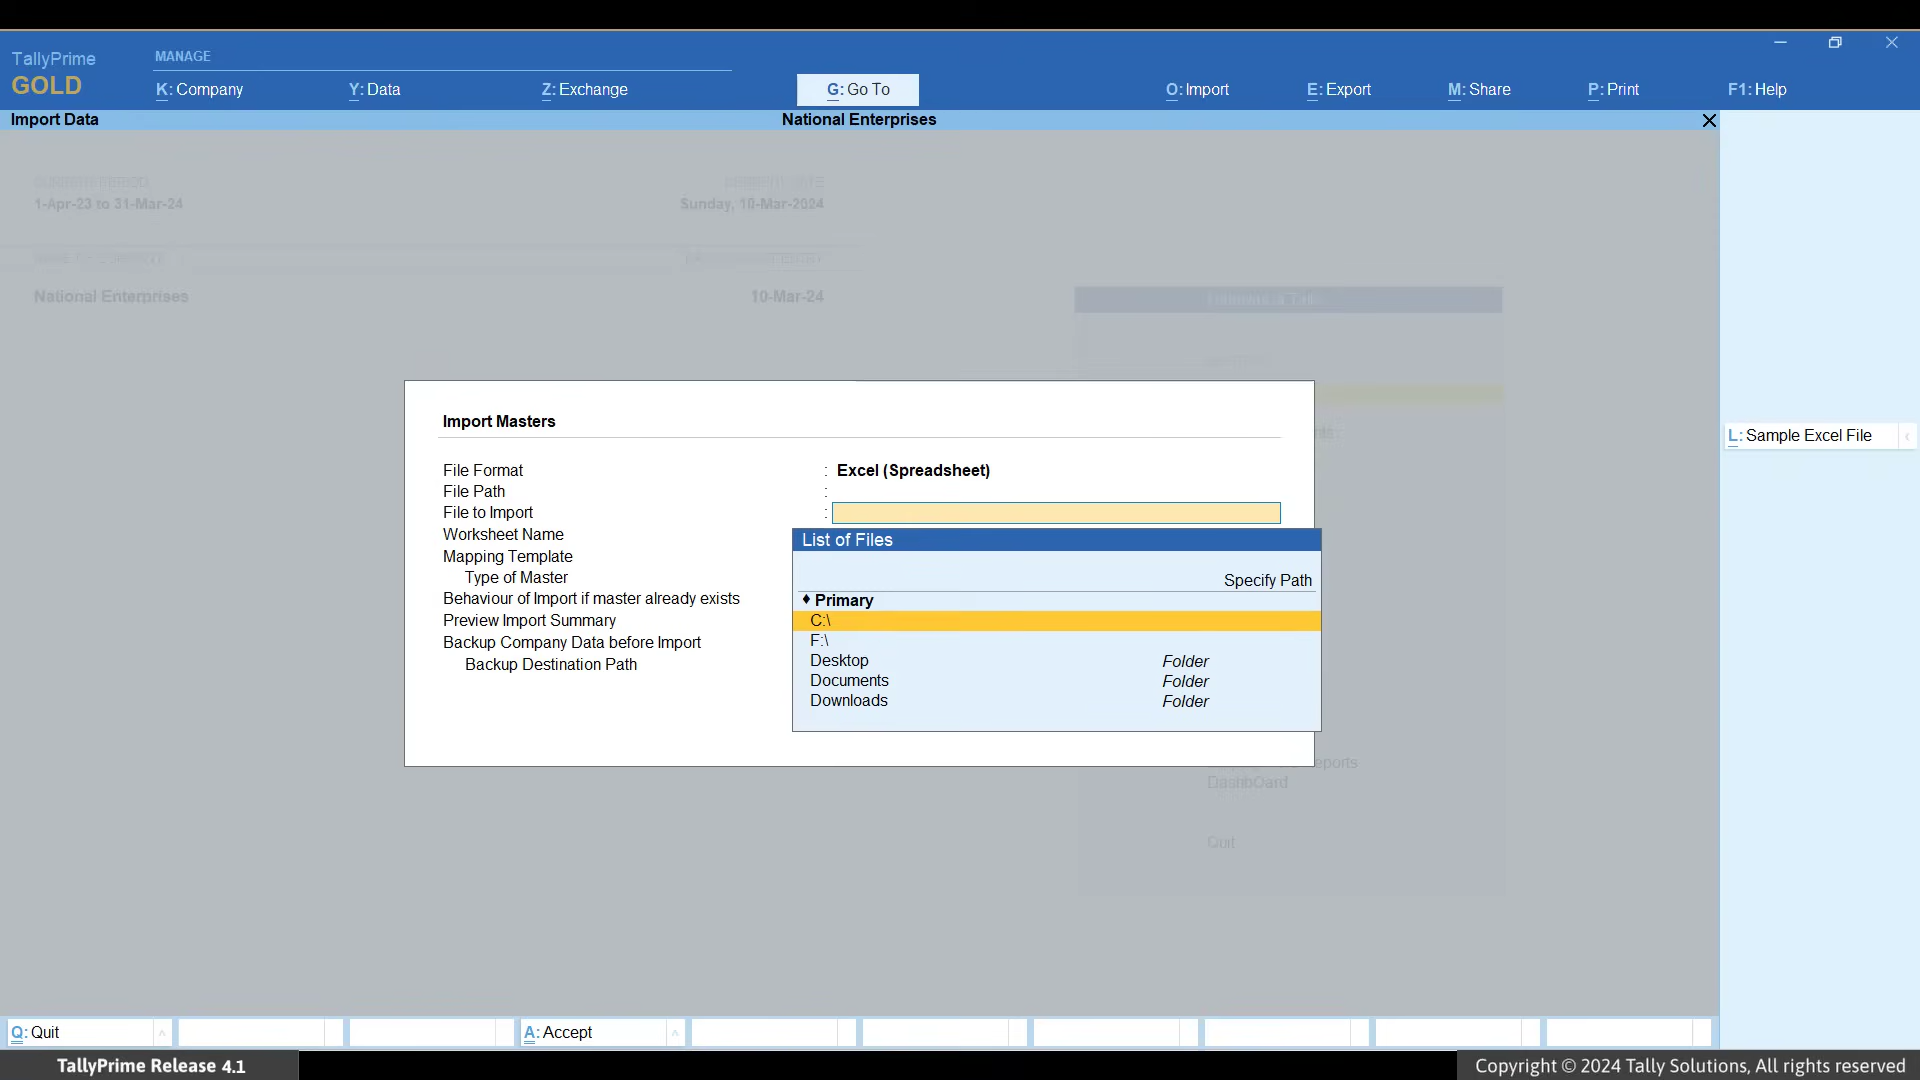 TallyPrime
GOLD
MANAGE
K: Company
Y: Data
Z: Exchange
G: Go To
O: Import
E: Export
M: Share
P: Print
F1: Help
Import Data
National Enterprises
1-Apr-23 to 31-Mar-24
Sunday, 10-Mar-2024
National Enterprises
10-Mar-24
Import Masters
File Format : Excel (Spreadsheet)
File Path :
File to Import :
Worksheet Name
Mapping Template
Type of Master
Behaviour of Import if master already exists
Preview Import Summary
Backup Company Data before Import
Backup Destination Path
List of Files
Specify Path
♦ Primary
C:\
F:\
Desktop Folder
Documents Folder
Downloads Folder
L: Sample Excel File
DashbOard
Quit
Q: Quit
A: Accept
TallyPrime Release 4.1
Copyright © 2024 Tally Solutions, All rights reserved